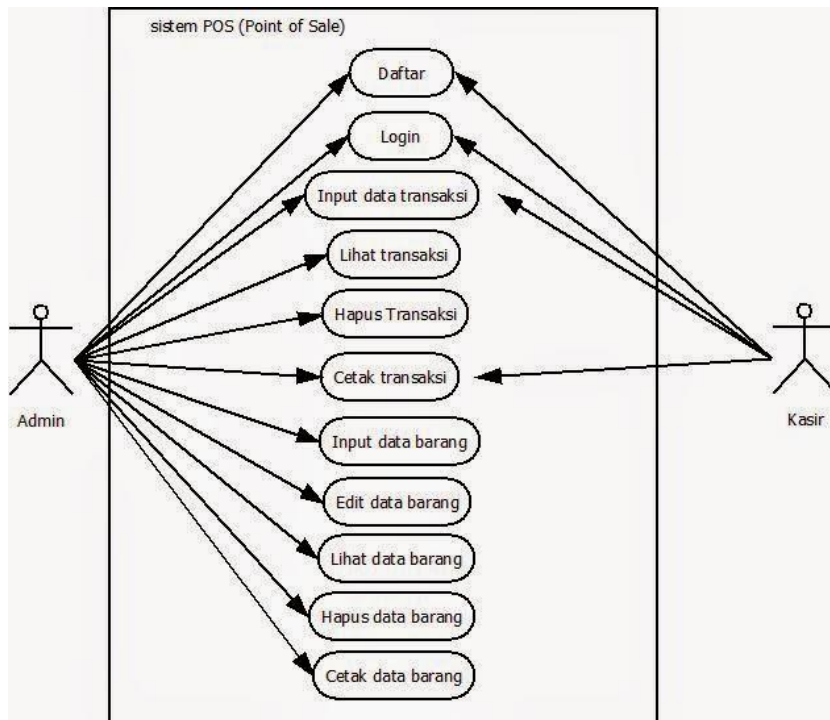 sistem POS (Point of Sale)
Daftar
Login
Input data transaksi
Lihat transaksi
Hapus Transaksi
Cetak transaksi
Admin
Kasir
Input data barang
Edit data barang
Lihat data barang
Hapus data barang
Cetak data barang